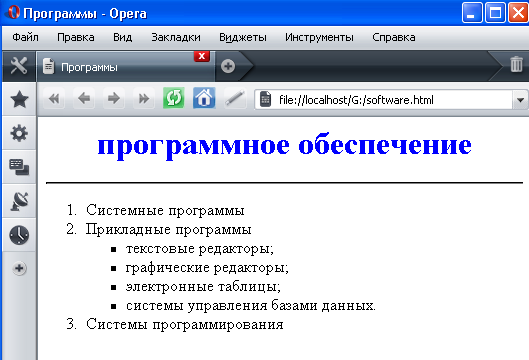 Программы - Opera
Файл Правка Вид Закладки Виджеты Инструменты Справка
Программы
file://localhost/G:/software.html
программное обеспечение
1. Системные программы
2. Прикладные программы
▪ текстовые редакторы;
▪ графические редакторы;
▪ электронные таблицы;
▪ системы управления базами данных.
3. Системы программирования